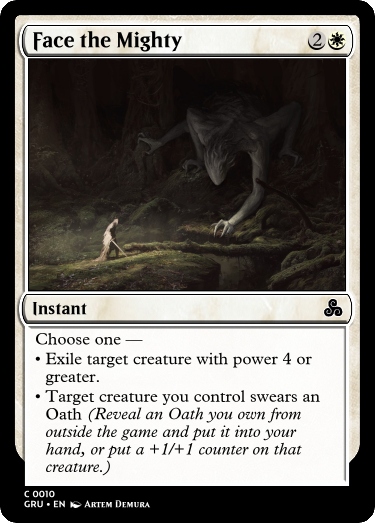 Face the Mighty 2
Instant
Choose one —
• Exile target creature with power 4 or
greater.
• Target creature you control swears an
Oath (Reveal an Oath you own from
outside the game and put it into your
hand, or put a +1/+1 counter on that
creature.)
C 0010
GRU • EN Artem Demura